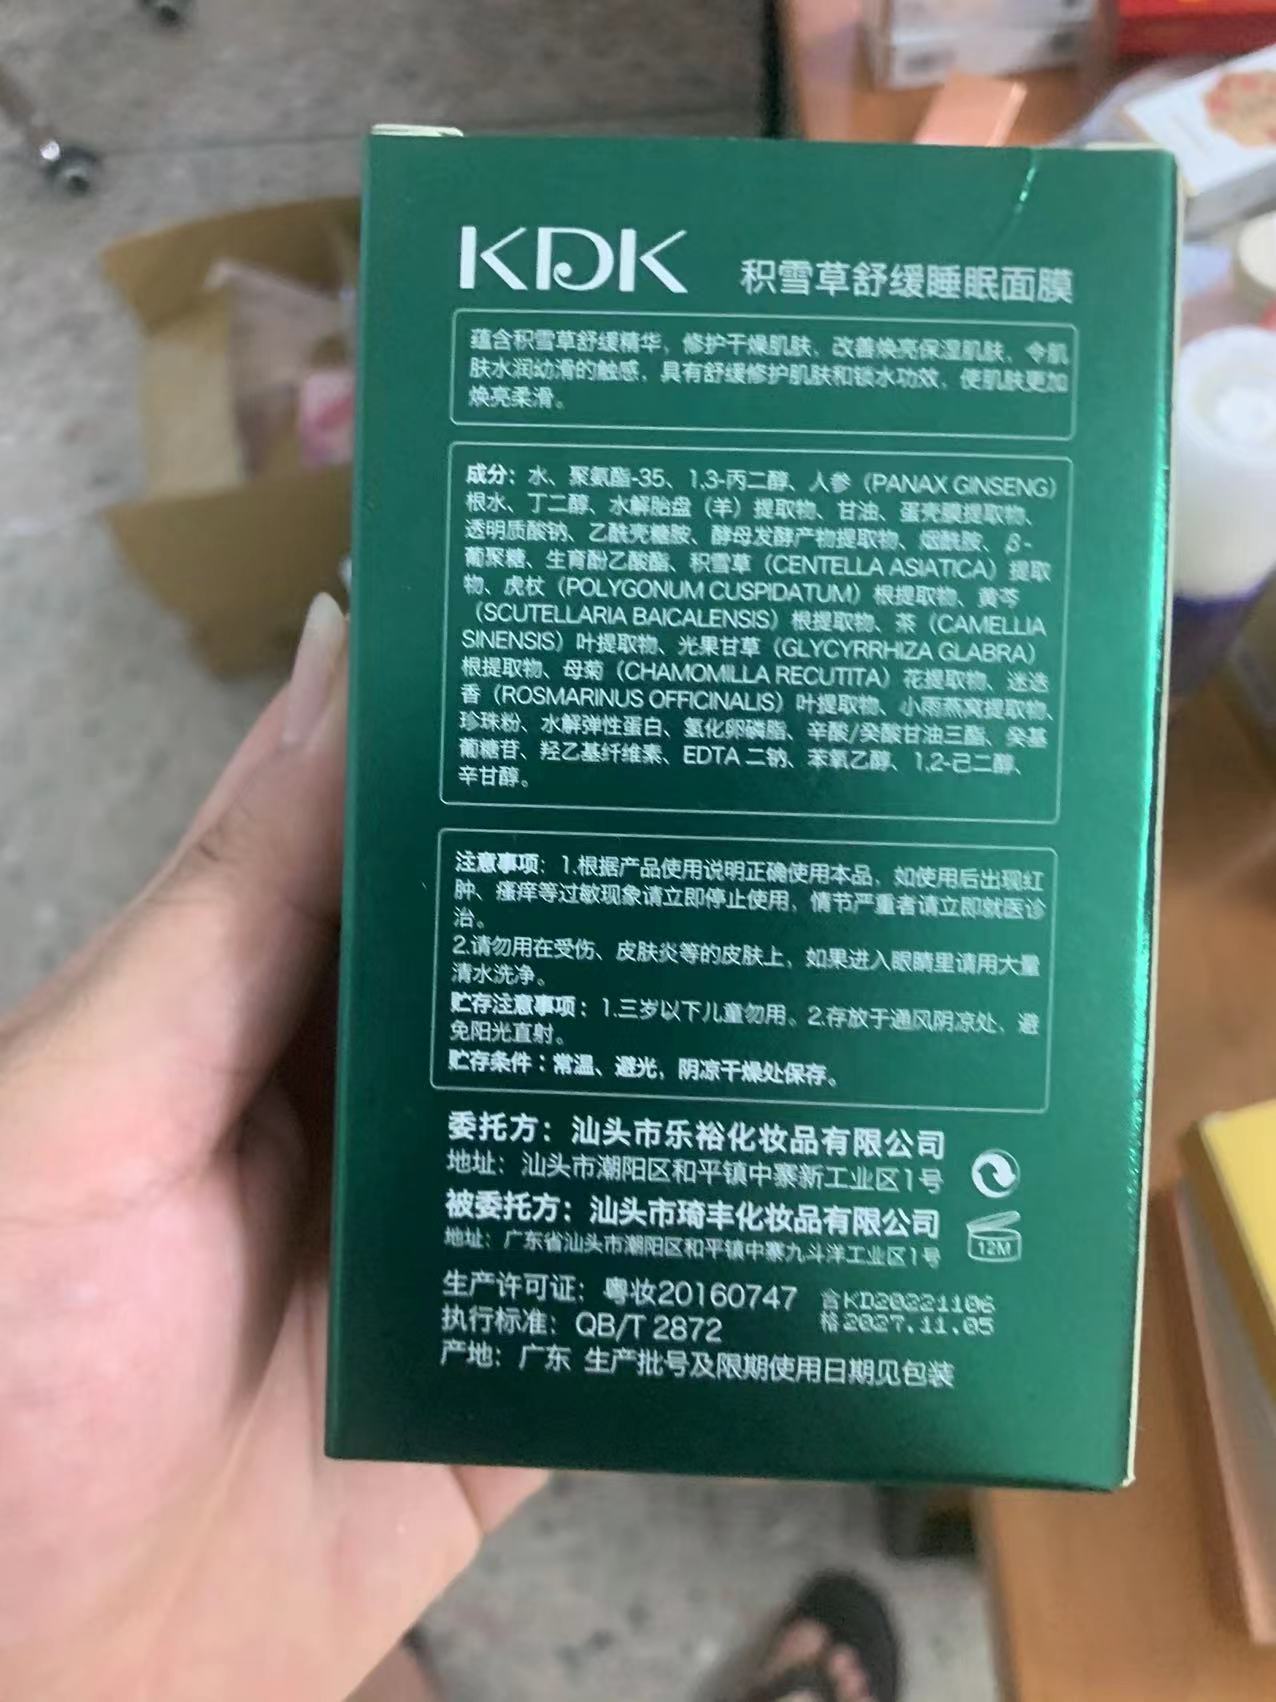 KDK 积雪草舒缓睡眠面膜
蕴含积雪草舒缓精华，修护干燥肌肤、改善焕亮保湿肌肤，令肌
肤水润幼滑的触感，具有舒缓修护肌肤和锁水功效，使肌肤更加
焕亮柔滑。
成分：水、聚氨酯-35、1,3-丙二醇、人参（PANAX GINSENG）
根水、丁二醇、水解胎盘（羊）提取物、甘油、蛋壳膜提取物、
透明质酸钠、乙酰壳糖胺、酵母发酵产物提取物、烟酰胺、β-
葡聚糖、生育酚乙酸酯、积雪草（CENTELLA ASIATICA）提取
物、虎杖（POLYGONUM CUSPIDATUM）根提取物、黄芩
（SCUTELLARIA BAICALENSIS）根提取物、茶（CAMELLIA
SINENSIS）叶提取物、光果甘草（GLYCYRRHIZA GLABRA）
根提取物、母菊（CHAMOMILLA RECUTITA）花提取物、迷迭
香（ROSMARINUS OFFICINALIS）叶提取物、小雨燕窝提取物、
珍珠粉、水解弹性蛋白、氢化卵磷脂、辛酸/癸酸甘油三酯、癸基
葡糖苷、羟乙基纤维素、EDTA 二钠、苯氧乙醇、1,2-己二醇、
辛甘醇。
注意事项：1.根据产品使用说明正确使用本品，如使用后出现红
肿、瘙痒等过敏现象请立即停止使用，情节严重者请立即就医诊
治。
2.请勿用在受伤、皮肤炎等的皮肤上，如果进入眼睛里请用大量
清水洗净。
贮存注意事项：1.三岁以下儿童勿用。2.存放于通风阴凉处、避
免阳光直射。
贮存条件：常温、避光，阴凉干燥处保存。
委托方：汕头市乐裕化妆品有限公司
地址：汕头市潮阳区和平镇中寨新工业区1号
被委托方：汕头市琦丰化妆品有限公司
地址：广东省汕头市潮阳区和平镇中寨九斗洋工业区1号
12M
生产许可证：粤妆20160747
合KD20221106
执行标准：QB/T 2872
格2027.11.05
产地：广东 生产批号及限期使用日期见包装